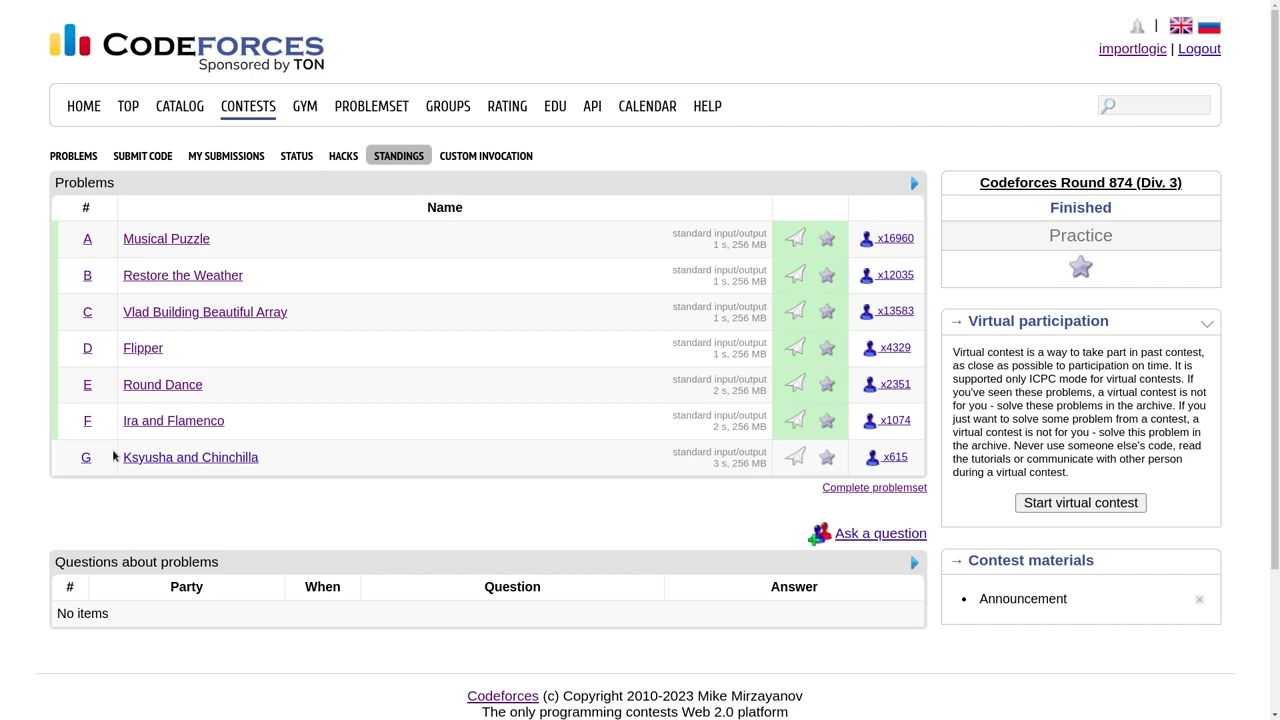 CODEFORCES
Sponsored by TON
|
importlogic | Logout
HOME TOP CATALOG CONTESTS GYM PROBLEMSET GROUPS RATING EDU API CALENDAR HELP
PROBLEMS SUBMIT CODE MY SUBMISSIONS STATUS HACKS STANDINGS CUSTOM INVOCATION
Problems
# Name
A Musical Puzzle standard input/output 1 s, 256 MB x16960
B Restore the Weather standard input/output 1 s, 256 MB x12035
C Vlad Building Beautiful Array standard input/output 1 s, 256 MB x13583
D Flipper standard input/output 1 s, 256 MB x4329
E Round Dance standard input/output 2 s, 256 MB x2351
F Ira and Flamenco standard input/output 2 s, 256 MB x1074
G Ksyusha and Chinchilla standard input/output 3 s, 256 MB x615
Complete problemset
Ask a question
Questions about problems
# Party When Question Answer
No items
Codeforces Round 874 (Div. 3)
Finished
Practice
→ Virtual participation
Virtual contest is a way to take part in past contest,
as close as possible to participation on time. It is
supported only ICPC mode for virtual contests. If
you've seen these problems, a virtual contest is not
for you - solve these problems in the archive. If you
just want to solve some problem from a contest, a
virtual contest is not for you - solve this problem in
the archive. Never use someone else's code, read
the tutorials or communicate with other person
during a virtual contest.
Start virtual contest
→ Contest materials
• Announcement
Codeforces (c) Copyright 2010-2023 Mike Mirzayanov
The only programming contests Web 2.0 platform